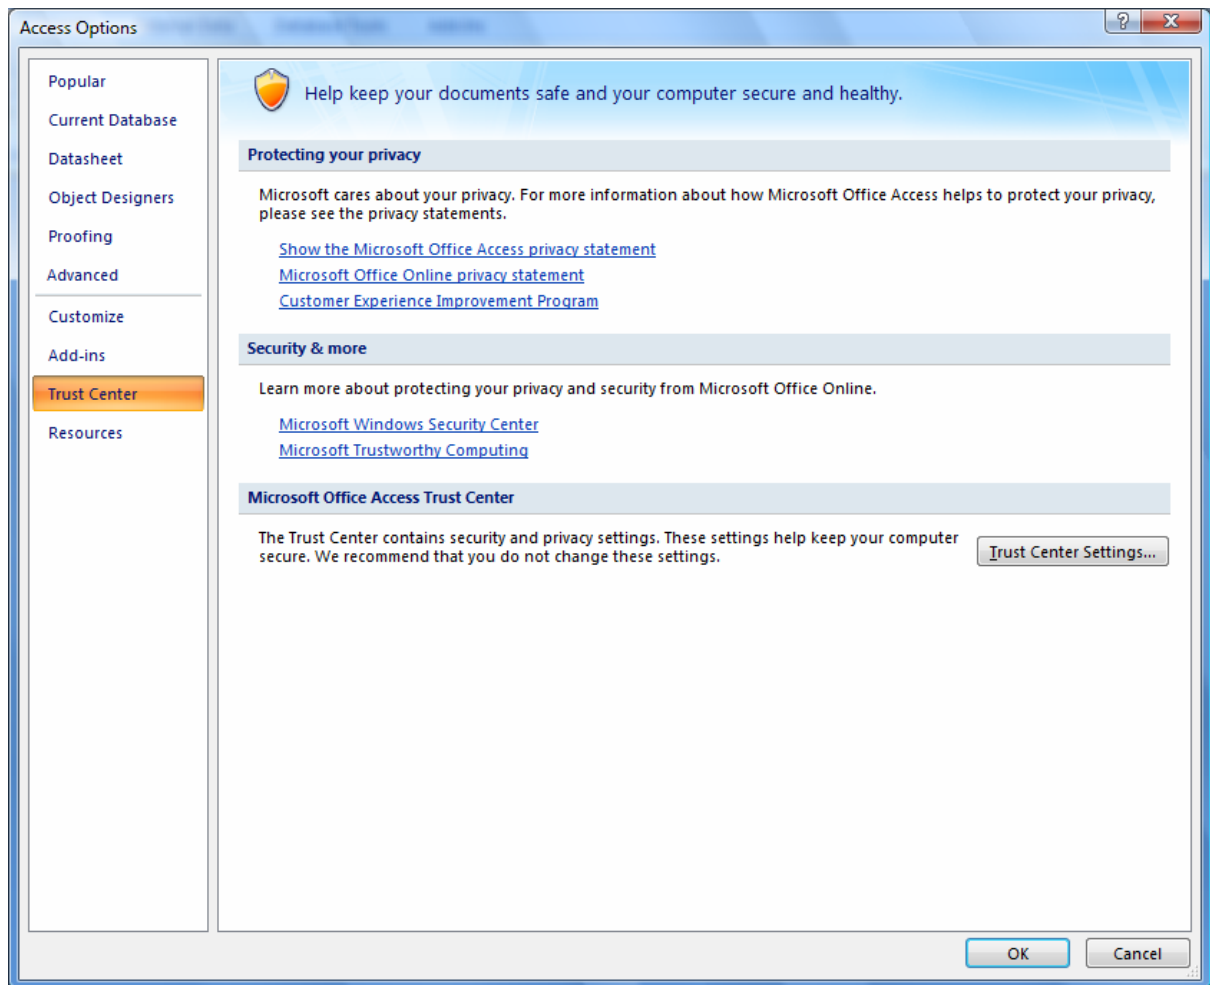 Access Options
?
X
Popular
Current Database
Datasheet
Object Designers
Proofing
Advanced
Customize
Add-ins
Trust Center
Resources
Help keep your documents safe and your computer secure and healthy.
Protecting your privacy
Microsoft cares about your privacy. For more information about how Microsoft Office Access helps to protect your privacy,
please see the privacy statements.
Show the Microsoft Office Access privacy statement
Microsoft Office Online privacy statement
Customer Experience Improvement Program
Security & more
Learn more about protecting your privacy and security from Microsoft Office Online.
Microsoft Windows Security Center
Microsoft Trustworthy Computing
Microsoft Office Access Trust Center
The Trust Center contains security and privacy settings. These settings help keep your computer
secure. We recommend that you do not change these settings.
Trust Center Settings...
OK
Cancel